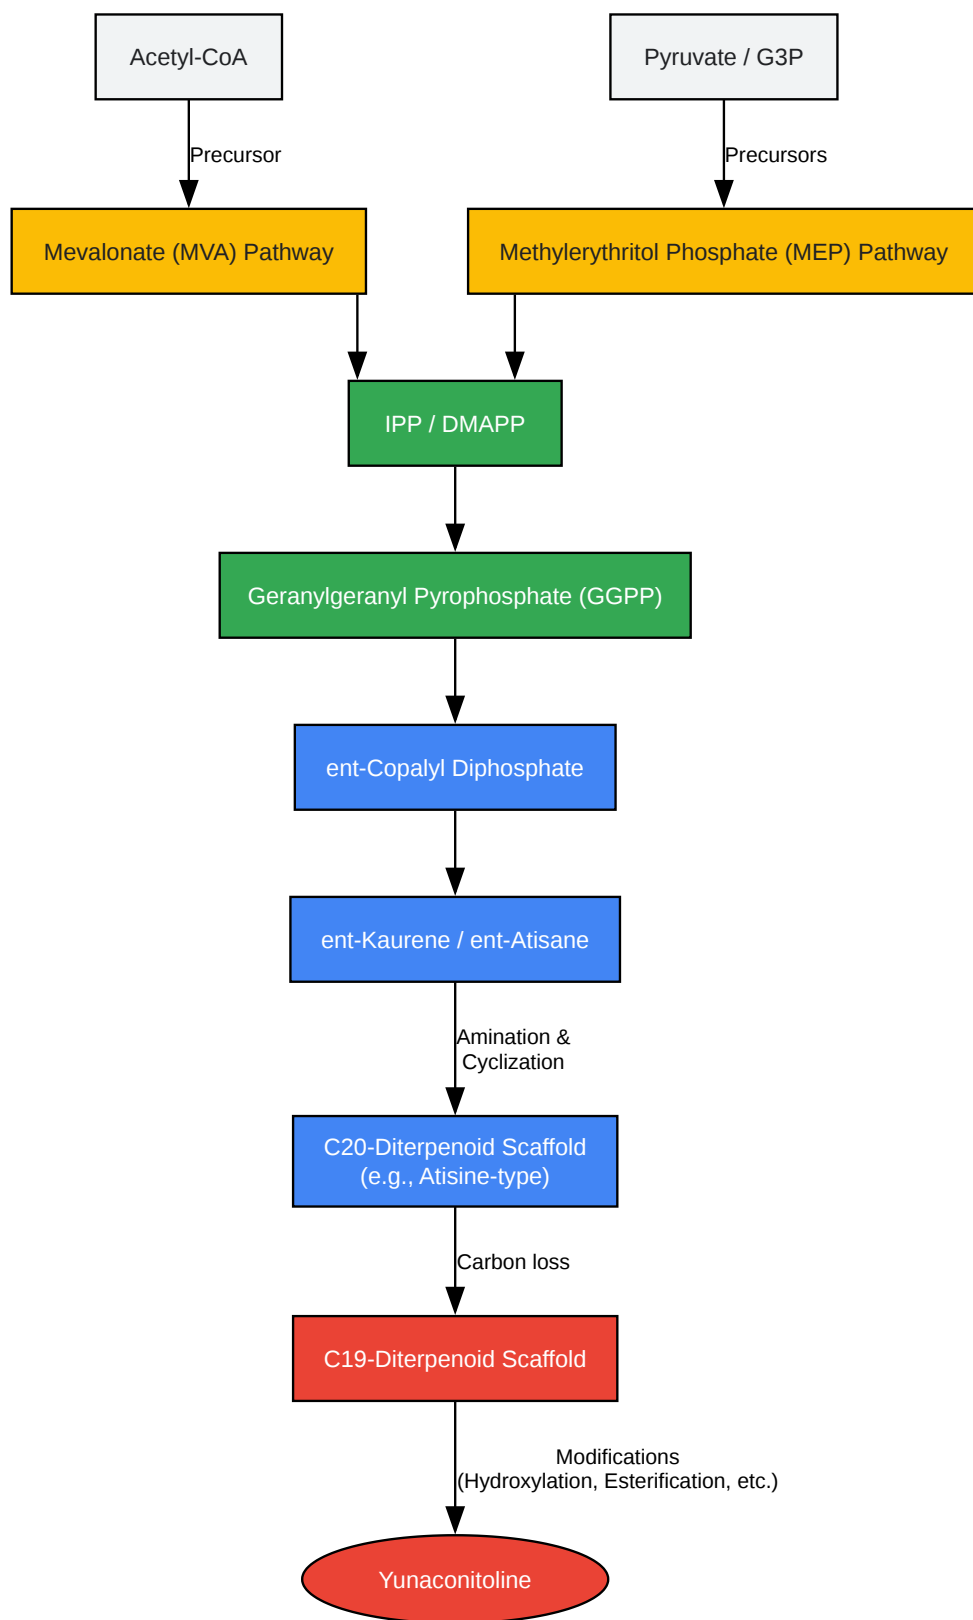 Acetyl-CoA
Pyruvate / G3P
Precursor
Precursors
Mevalonate (MVA) Pathway
Methylerythritol Phosphate (MEP) Pathway
IPP / DMAPP
Geranylgeranyl Pyrophosphate (GGPP)
ent-Copalyl Diphosphate
ent-Kaurene / ent-Atisane
Amination &
Cyclization
C20-Diterpenoid Scaffold
(e.g., Atisine-type)
Carbon loss
C19-Diterpenoid Scaffold
Modifications
(Hydroxylation, Esterification, etc.)
Yunaconitoline